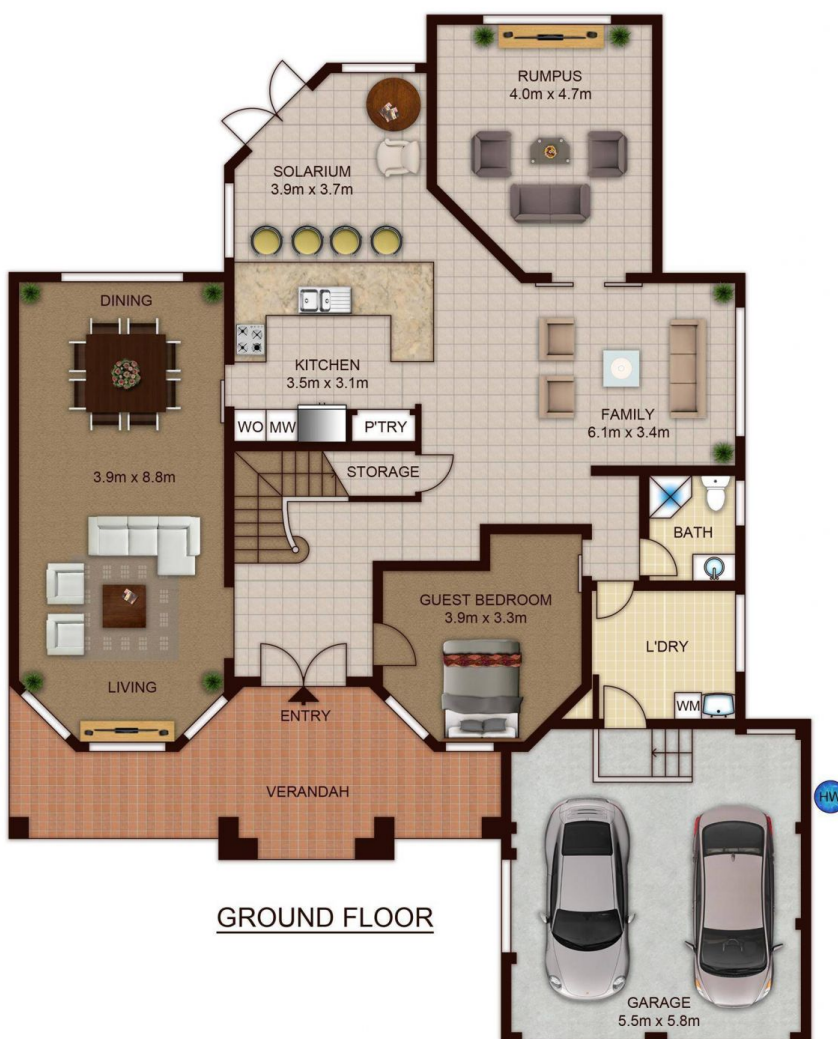 RUMPUS
4.0m x 4.7m
SOLARIUM
3.9m x 3.7m
DINING
KITCHEN
3.5m x 3.1m
FAMILY
6.1m x 3.4m
WO
MW
P'TRY
3.9m x 8.8m
STORAGE
BATH
GUEST BEDROOM
3.9m x 3.3m
L'DRY
LIVING
WM
ENTRY
VERANDAH
HW
GROUND FLOOR
GARAGE
5.5m x 5.8m